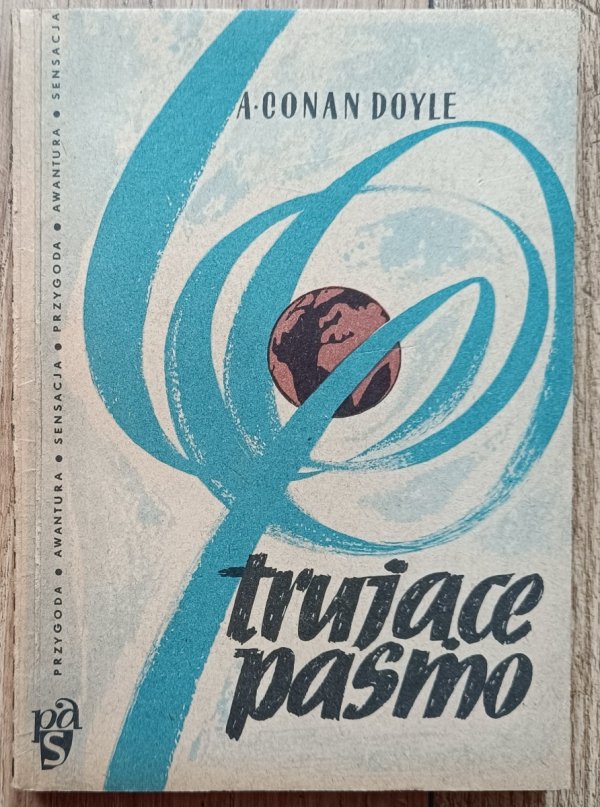 A·CONAN DOYLE
PRZYGODA • AWANTURA • SENSACJA • PRZYGODA • AWANTURA • SENSACJA
trujące
pasmo
paS